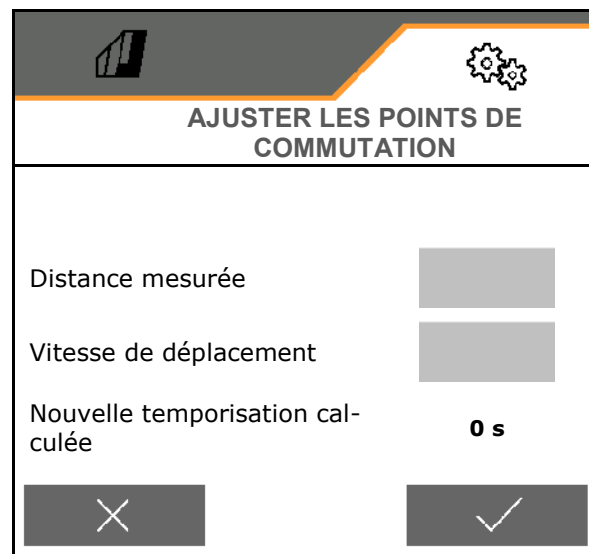 AJUSTER LES POINTS DE
COMMUTATION
Distance mesurée
Vitesse de déplacement
Nouvelle temporisation cal-
culée
0 s